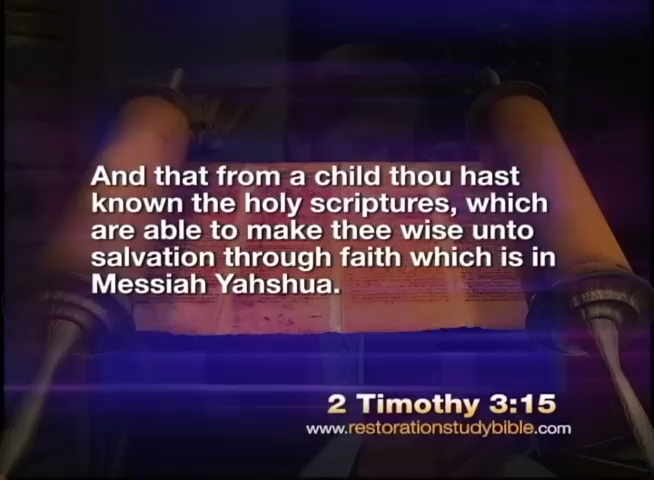 And that from a child thou hast
known the holy scriptures, which
are able to make thee wise unto
salvation through faith which is in
Messiah Yahshua.
2 Timothy 3:15
www.restorationstudybible.com